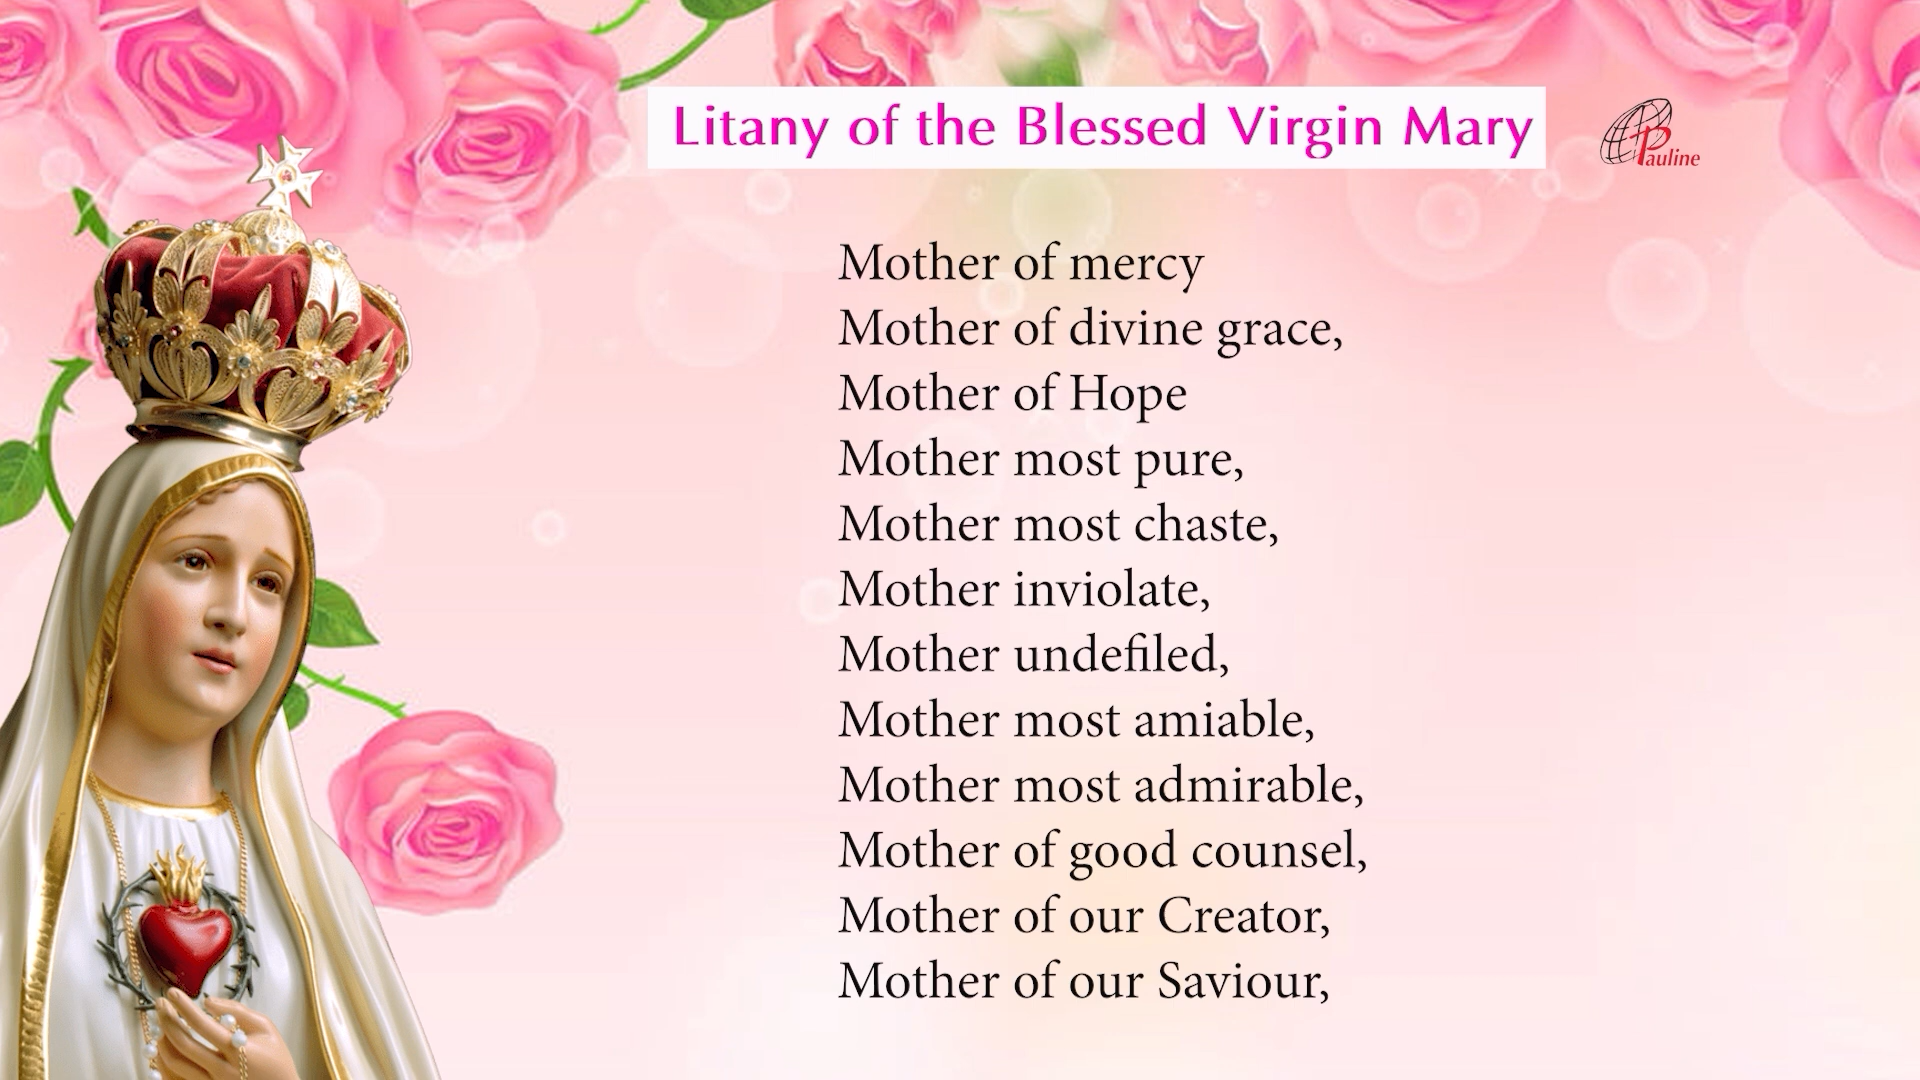 Litany of the Blessed Virgin Mary
Pauline
Mother of mercy
Mother of divine grace,
Mother of Hope
Mother most pure,
Mother most chaste,
Mother inviolate,
Mother undefiled,
Mother most amiable,
Mother most admirable,
Mother of good counsel,
Mother of our Creator,
Mother of our Saviour,